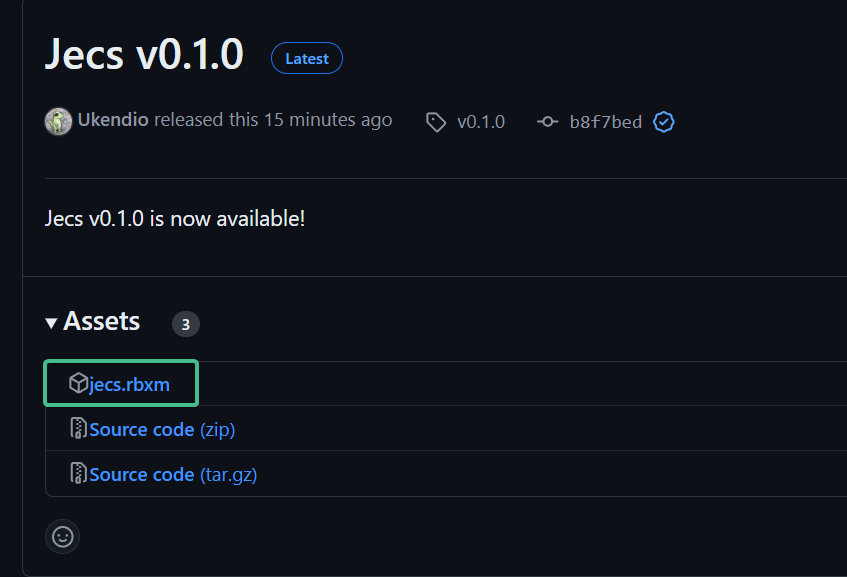 Jecs v0.1.0 Latest
Ukendio released this 15 minutes ago v0.1.0 b8f7bed
Jecs v0.1.0 is now available!
Assets 3
jecs.rbxm
Source code (zip)
Source code (tar.gz)